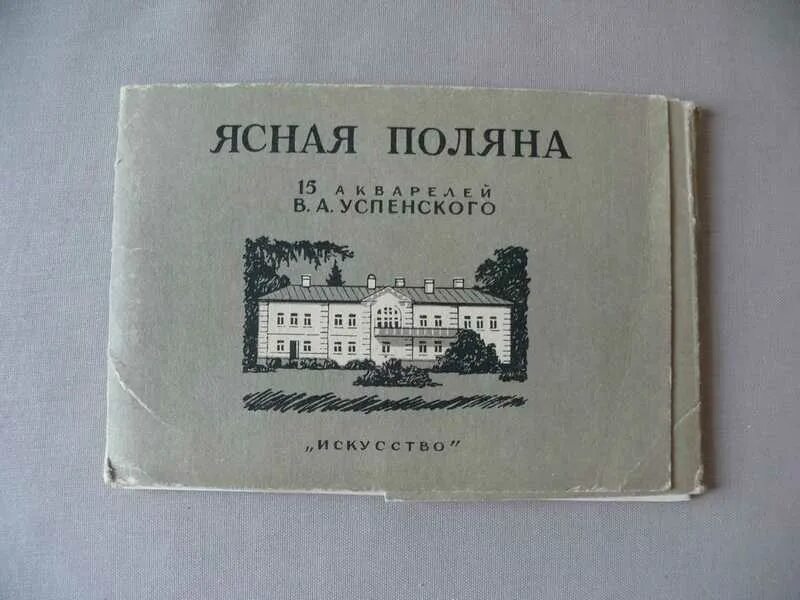 ЯСНАЯ ПОЛЯНА
15 АКВАРЕЛЕЙ
В. А. УСПЕНСКОГО
„ИСКУССТВО"